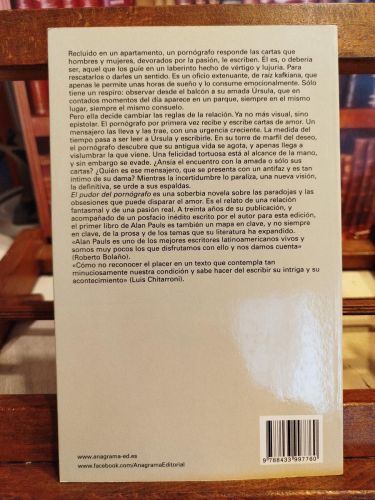 Recluido en un apartamento, un pornógrafo responde las cartas que
hombres y mujeres, devorados por la pasión, le escriben. Él es, o debería
ser, aquel que los guíe en un laberinto hecho de vértigo y lujuria. Para
rescatarlos o darles un sentido. Es un oficio extenuante, de raíz kafkiana,
que apenas le permite unas horas de sueño y lo consume emocionalmente. Sólo
tiene un respiro: observar desde el balcón a su amada Úrsula, que en
contados momentos del día aparece en un parque, siempre en el mismo
lugar, siempre el mismo consuelo.
Pero ella decide cambiar las reglas de la relación. Ya no más visual, sino
epistolar. El pornógrafo por primera vez recibe y escribe cartas de amor. Un
mensajero las lleva y las trae, con una urgencia creciente. La medida del
tiempo pasa a ser leer a Úrsula y escribirle. En su torre de marfil del deseo,
el pornógrafo descubre que su antigua vida se agota, y apenas llega a
vislumbrar la que viene. Una felicidad tortuosa está al alcance de la mano,
y sin embargo se evade. ¿Ansía el encuentro con la amada o sólo sus
cartas? ¿Quién es ese mensajero, que se presenta con un antifaz y es tan
íntimo de su dama? Mientras la incertidumbre lo paraliza, una nueva visión,
la definitiva, se urde a sus espaldas.
El pudor del pornógrafo es una soberbia novela sobre las paradojas y las
obsesiones que puede disparar el amor. Es el relato de una relación
fantasmal y de una pasión real. A treinta años de su publicación, y
acompañado de un posfacio inédito escrito por el autor para esta edición,
el primer libro de Alan Pauls es también un mapa en clave, y no siempre
en clave, de la prosa y de los temas que su literatura ha expandido.
«Alan Pauls es uno de los mejores escritores latinoamericanos vivos y
somos muy pocos los que disfrutamos con ello y nos damos cuenta»
(Roberto Bolaño).
«Cómo no reconocer el placer en un texto que contempla tan
minuciosamente nuestra condición y sabe hacer del escribir su intriga y su
acontecimiento» (Luis Chitarroni).
www.anagrama-ed.es
www.facebook.com/AnagramaEditorial
9 788433 997760